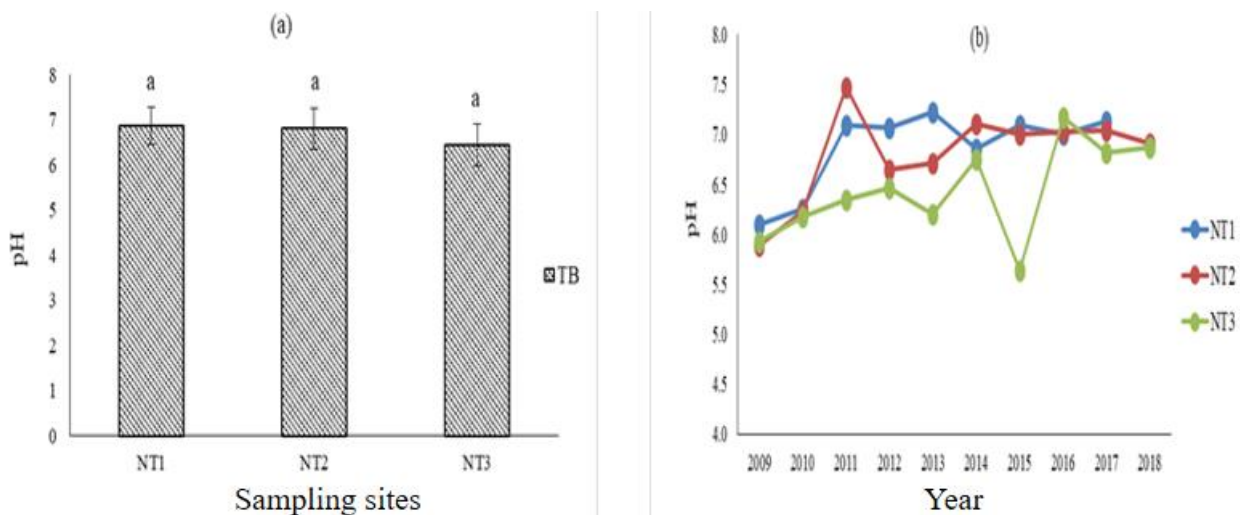 (a)
8
7
6
5
4
3
2
1
0
pH
a
a
a
TB
NT1
NT2
NT3
Sampling sites
(b)
8.0
7.5
7.0
6.5
6.0
5.5
5.0
4.5
4.0
pH
NT1
NT2
NT3
2009 2010 2011 2012 2013 2014 2015 2016 2017 2018
Year